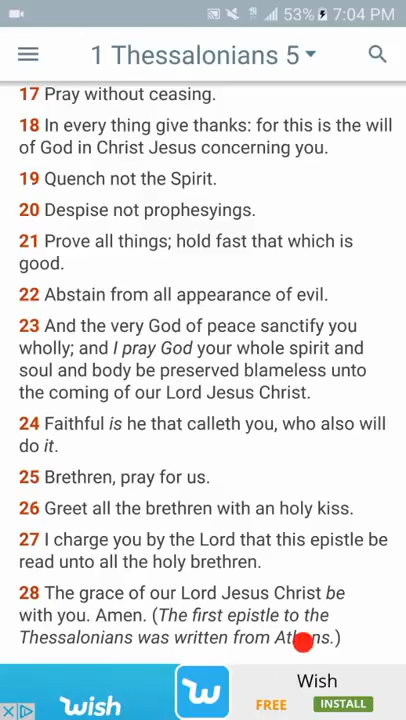 53% 7:04 PM
1 Thessalonians 5
17 Pray without ceasing.
18 In every thing give thanks: for this is the will
of God in Christ Jesus concerning you.
19 Quench not the Spirit.
20 Despise not prophesyings.
21 Prove all things; hold fast that which is
good.
22 Abstain from all appearance of evil.
23 And the very God of peace sanctify you
wholly; and I pray God your whole spirit and
soul and body be preserved blameless unto
the coming of our Lord Jesus Christ.
24 Faithful is he that calleth you, who also will
do it.
25 Brethren, pray for us.
26 Greet all the brethren with an holy kiss.
27 I charge you by the Lord that this epistle be
read unto all the holy brethren.
28 The grace of our Lord Jesus Christ be
with you. Amen. (The first epistle to the
Thessalonians was written from Athens.)
wish
w
Wish
FREE INSTALL